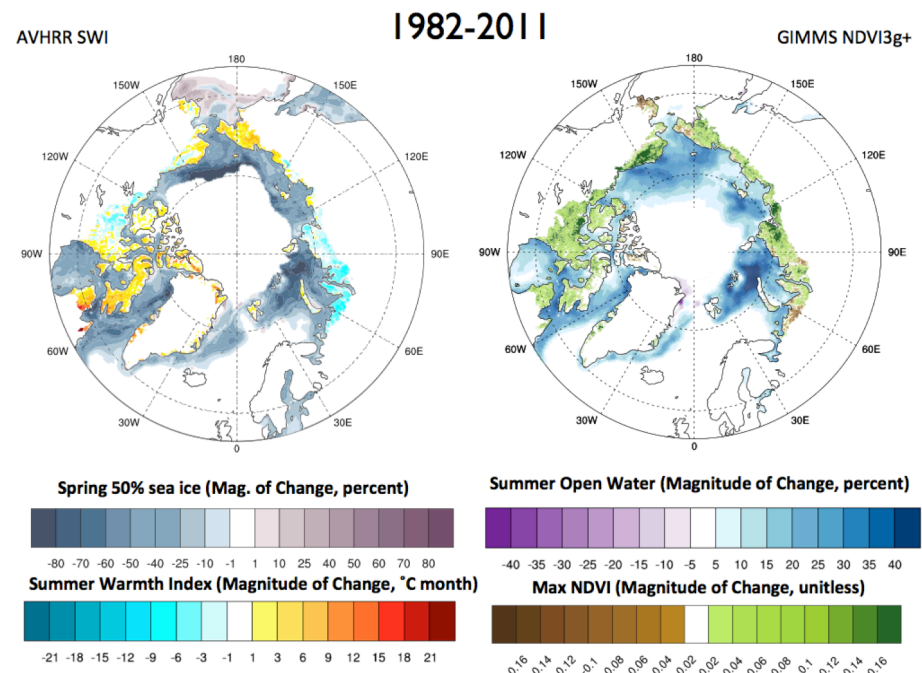 1982-2011
AVHRR SWI
GIMMS NDVI3g+
180
150W
150E
120W
120E
90W
90E
60W
60E
30W
30E
0
180
150W
150E
120W
120E
90W
90E
60W
60E
30W
30E
0
Spring 50% sea ice (Mag. of Change, percent)
-80 -70 -60 -50 -40 -25 -10 -1 1 10 25 40 50 60 70 80
Summer Warmth Index (Magnitude of Change, ˚C month)
-21 -18 -15 -12 -9 -6 -3 -1 1 3 6 9 12 15 18 21
Summer Open Water (Magnitude of Change, percent)
-40 -35 -30 -25 -20 -15 -10 -5 5 10 15 20 25 30 35 40
Max NDVI (Magnitude of Change, unitless)
0.16 0.14 0.12 -0.1 0.08 0.06 0.04 0.02 0.02 0.04 0.06 0.08 0.1 0.12 0.14 0.16